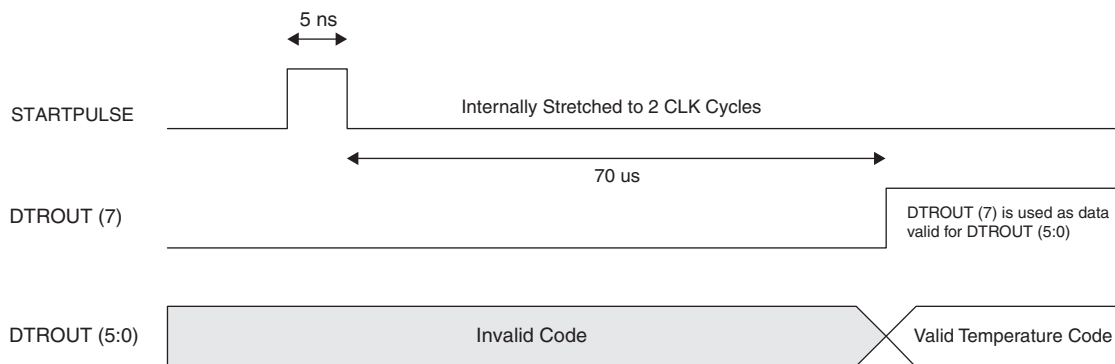 5 ns
STARTPULSE
Internally Stretched to 2 CLK Cycles
70 us
DTROUT (7)
DTROUT (7) is used as data
valid for DTROUT (5:0)
DTROUT (5:0)
Invalid Code
Valid Temperature Code